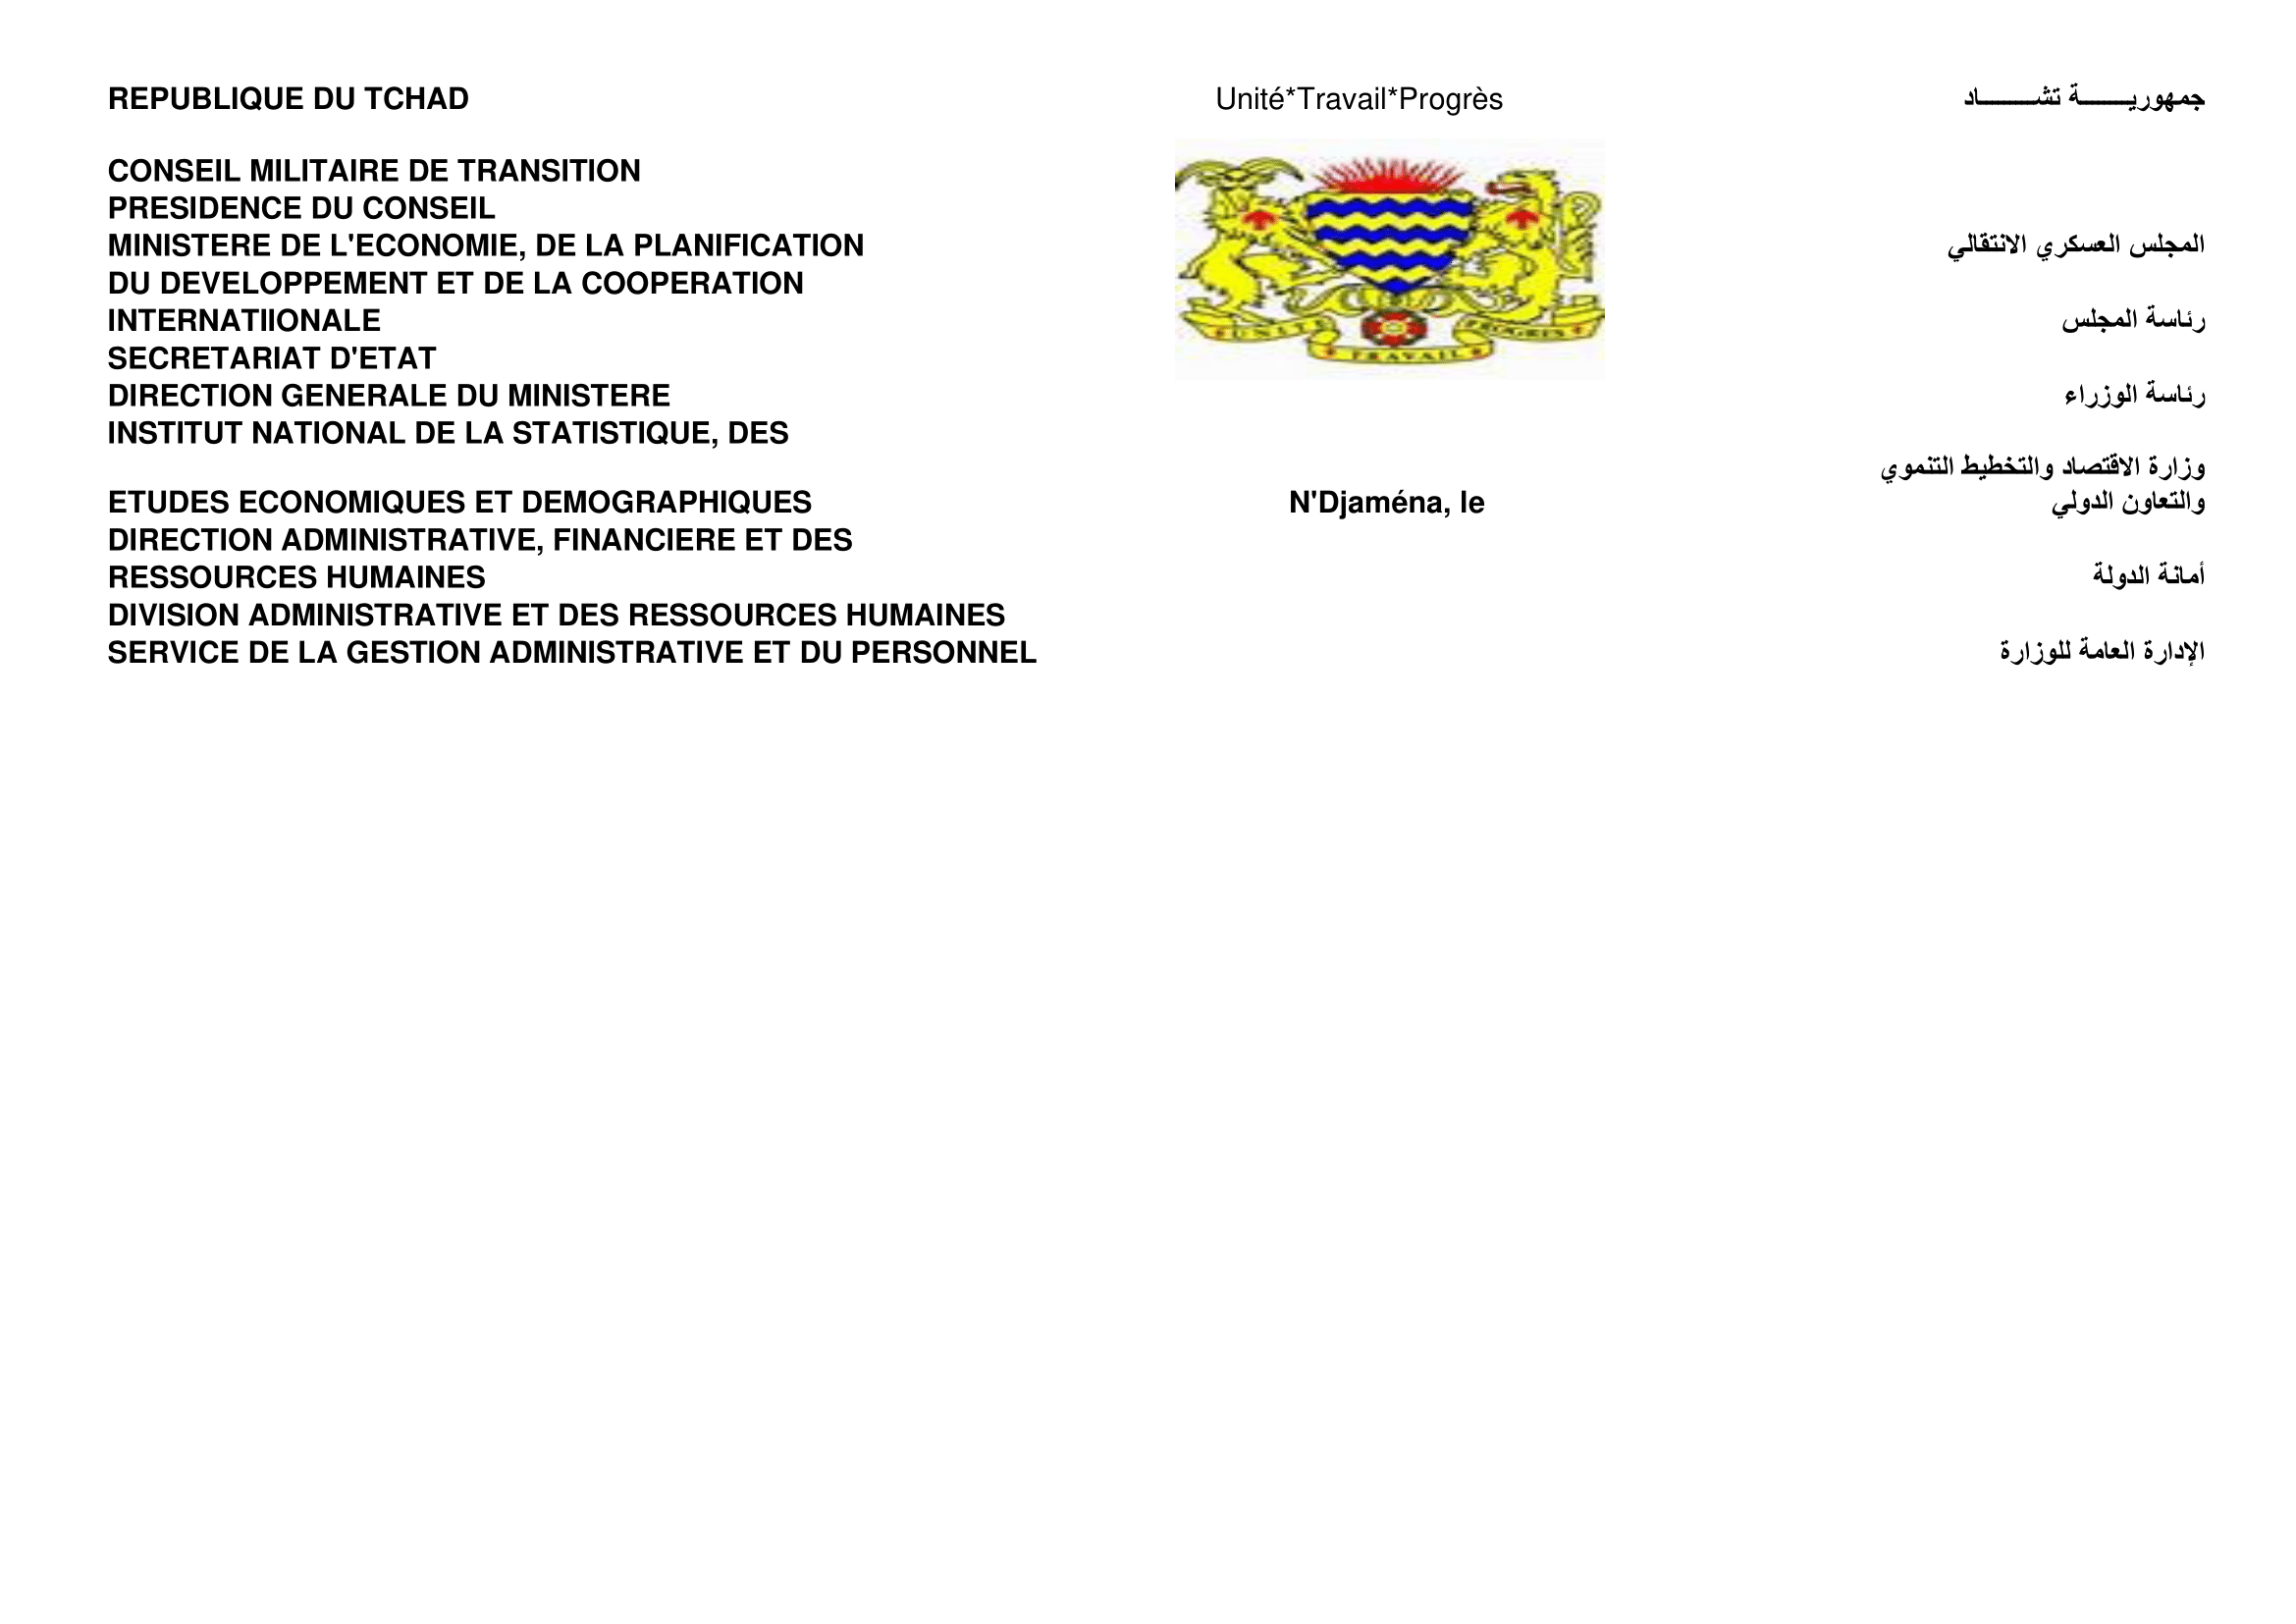 REPUBLIQUE DU TCHAD
CONSEIL MILITAIRE DE TRANSITION
PRESIDENCE DU CONSEIL
MINISTERE DE L'ECONOMIE, DE LA PLANIFICATION
DU DEVELOPPEMENT ET DE LA COOPERATION
INTERNATIIONALE
SECRETARIAT D'ETAT
DIRECTION GENERALE DU MINISTERE
INSTITUT NATIONAL DE LA STATISTIQUE, DES
ETUDES ECONOMIQUES ET DEMOGRAPHIQUES
DIRECTION ADMINISTRATIVE, FINANCIERE ET DES
RESSOURCES HUMAINES
DIVISION ADMINISTRATIVE ET DES RESSOURCES HUMAINES
SERVICE DE LA GESTION ADMINISTRATIVE ET DU PERSONNEL
Unité*Travail*Progrès
UNITE PROGRES
TRAVAIL
N'Djaména, le
جمهوريـــــــة تشــــــــاد
المجلس العسكري الانتقالي
رئاسة المجلس
رئاسة الوزراء
وزارة الاقتصاد والتخطيط التنموي
والتعاون الدولي
أمانة الدولة
الإدارة العامة للوزارة